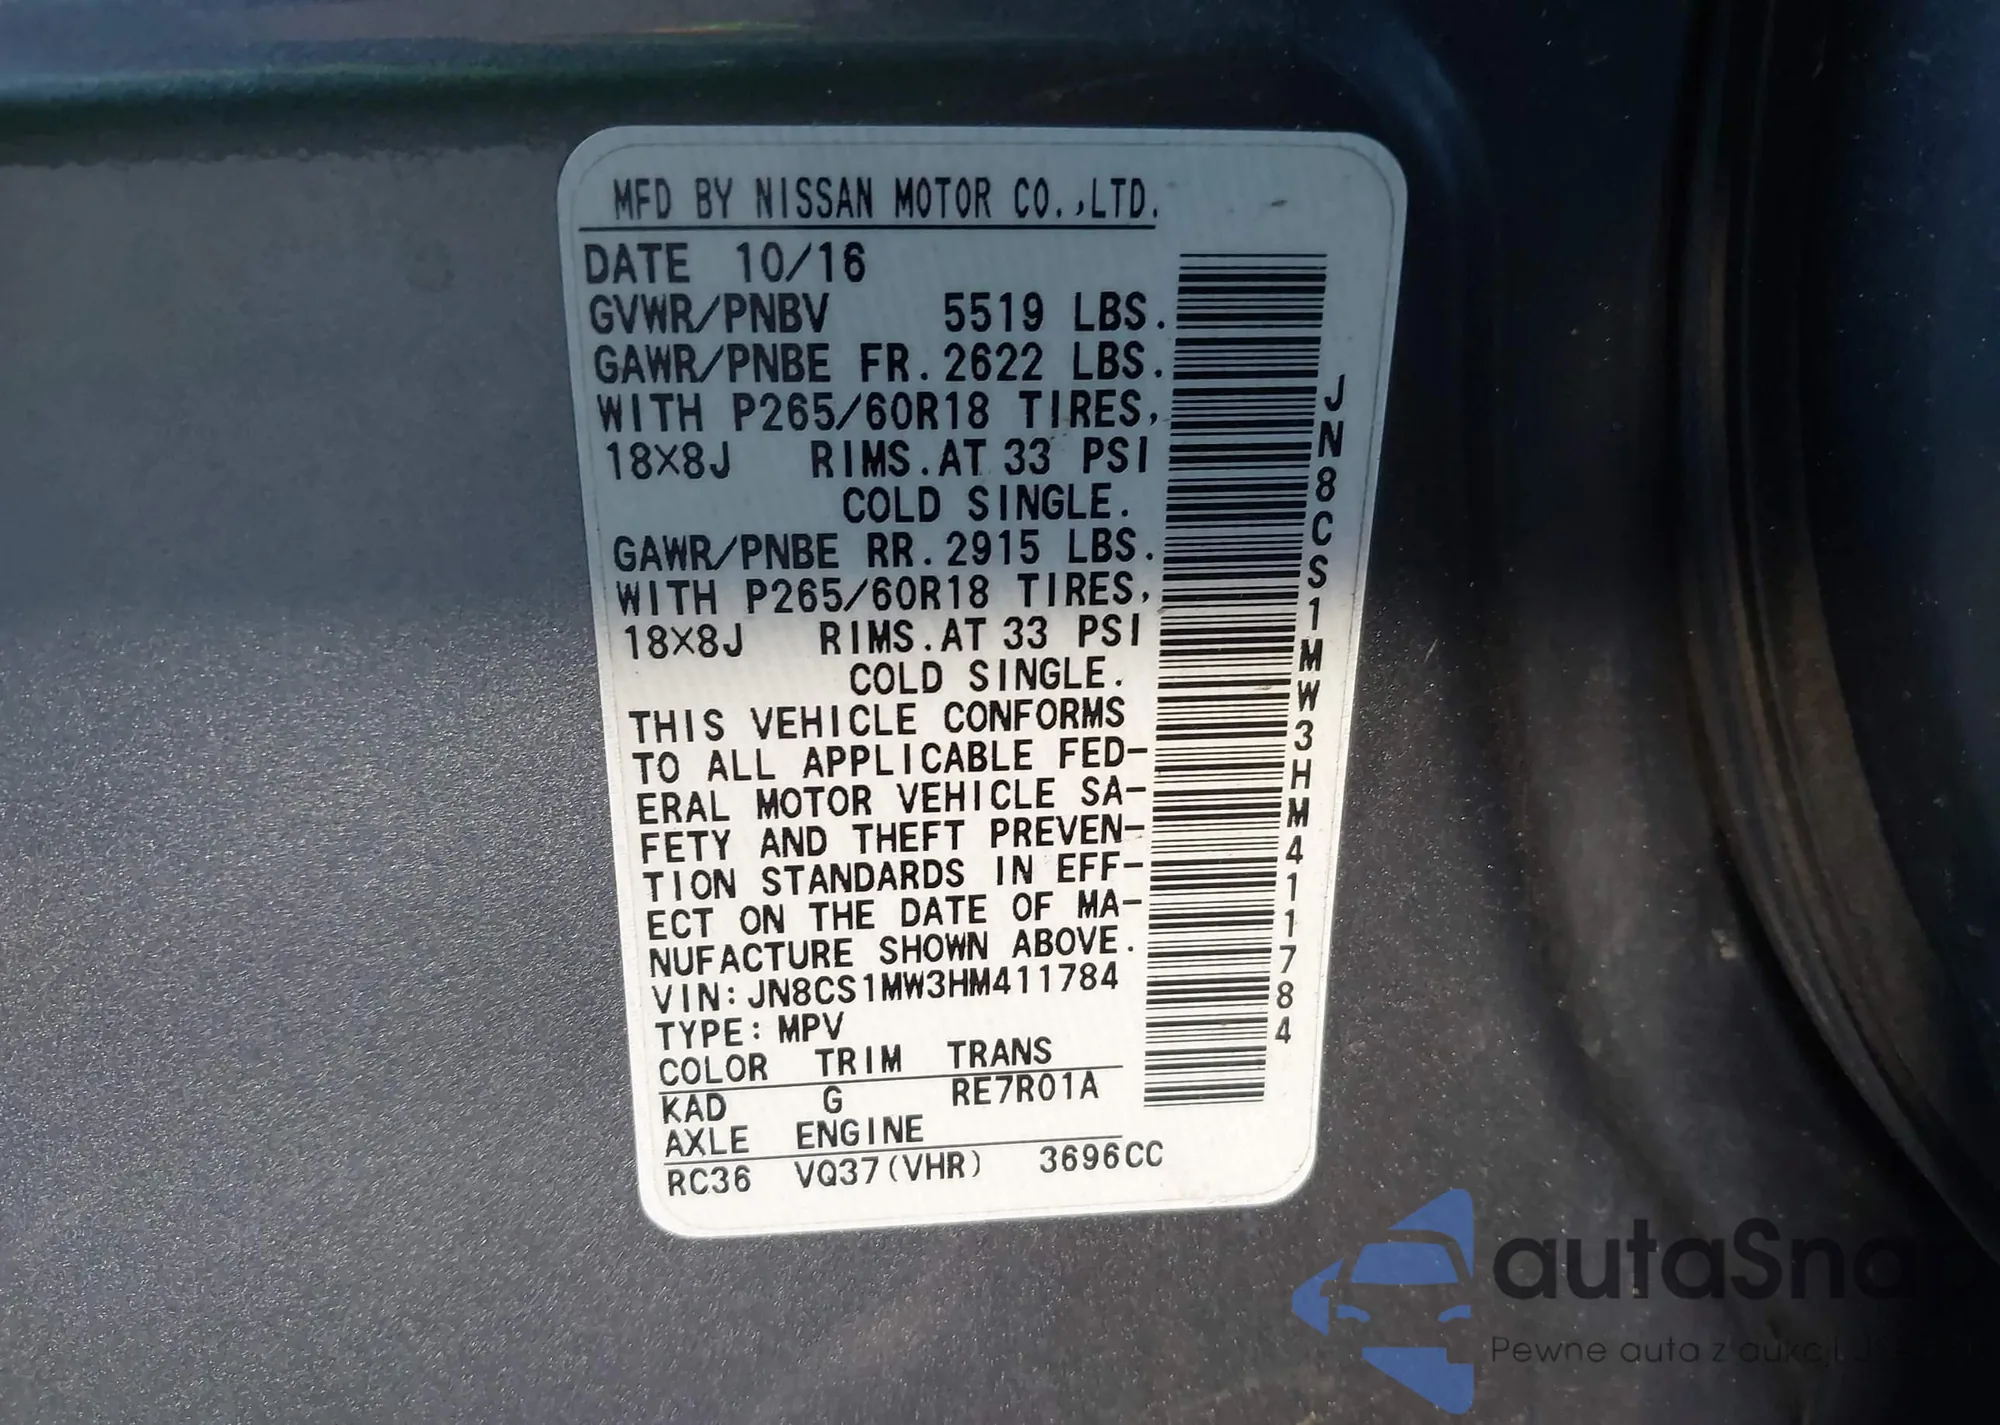 MFD BY NISSAN MOTOR CO.,LTD.
DATE 10/16
GVWR/PNBV 5519 LBS.
GAWR/PNBE FR. 2622 LBS.
WITH P265/60R18 TIRES,
18X8J RIMS. AT 33 PSI
COLD SINGLE.
GAWR/PNBE RR. 2915 LBS.
WITH P265/60R18 TIRES,
18X8J RIMS. AT 33 PSI
COLD SINGLE.
THIS VEHICLE CONFORMS
TO ALL APPLICABLE FED-
ERAL MOTOR VEHICLE SA-
FETY AND THEFT PREVEN-
TION STANDARDS IN EFF-
ECT ON THE DATE OF MA-
NUFACTURE SHOWN ABOVE.
VIN: JN8CS1MW3HM411784
TYPE: MPV
COLOR TRIM TRANS
KAD G RE7R01A
AXLE ENGINE
RC36 VQ37(VHR) 3696CC
JN8CS1MW3HM411784
autaSnap
Pewne auta z aukcji